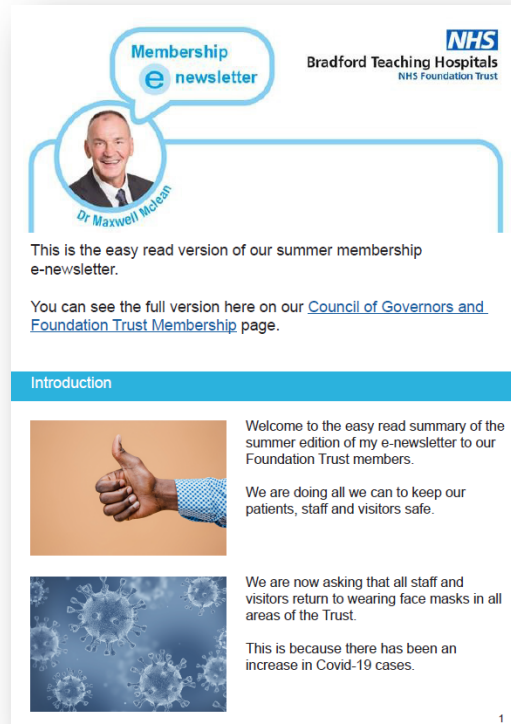 Membership
e newsletter
NHS
Bradford Teaching Hospitals
NHS Foundation Trust
Dr Maxwell Mclean
This is the easy read version of our summer membership
e-newsletter.
You can see the full version here on our Council of Governors and
Foundation Trust Membership page.
Introduction
Welcome to the easy read summary of the
summer edition of my e-newsletter to our
Foundation Trust members.
We are doing all we can to keep our
patients, staff and visitors safe.
We are now asking that all staff and
visitors return to wearing face masks in all
areas of the Trust.
This is because there has been an
increase in Covid-19 cases.
1